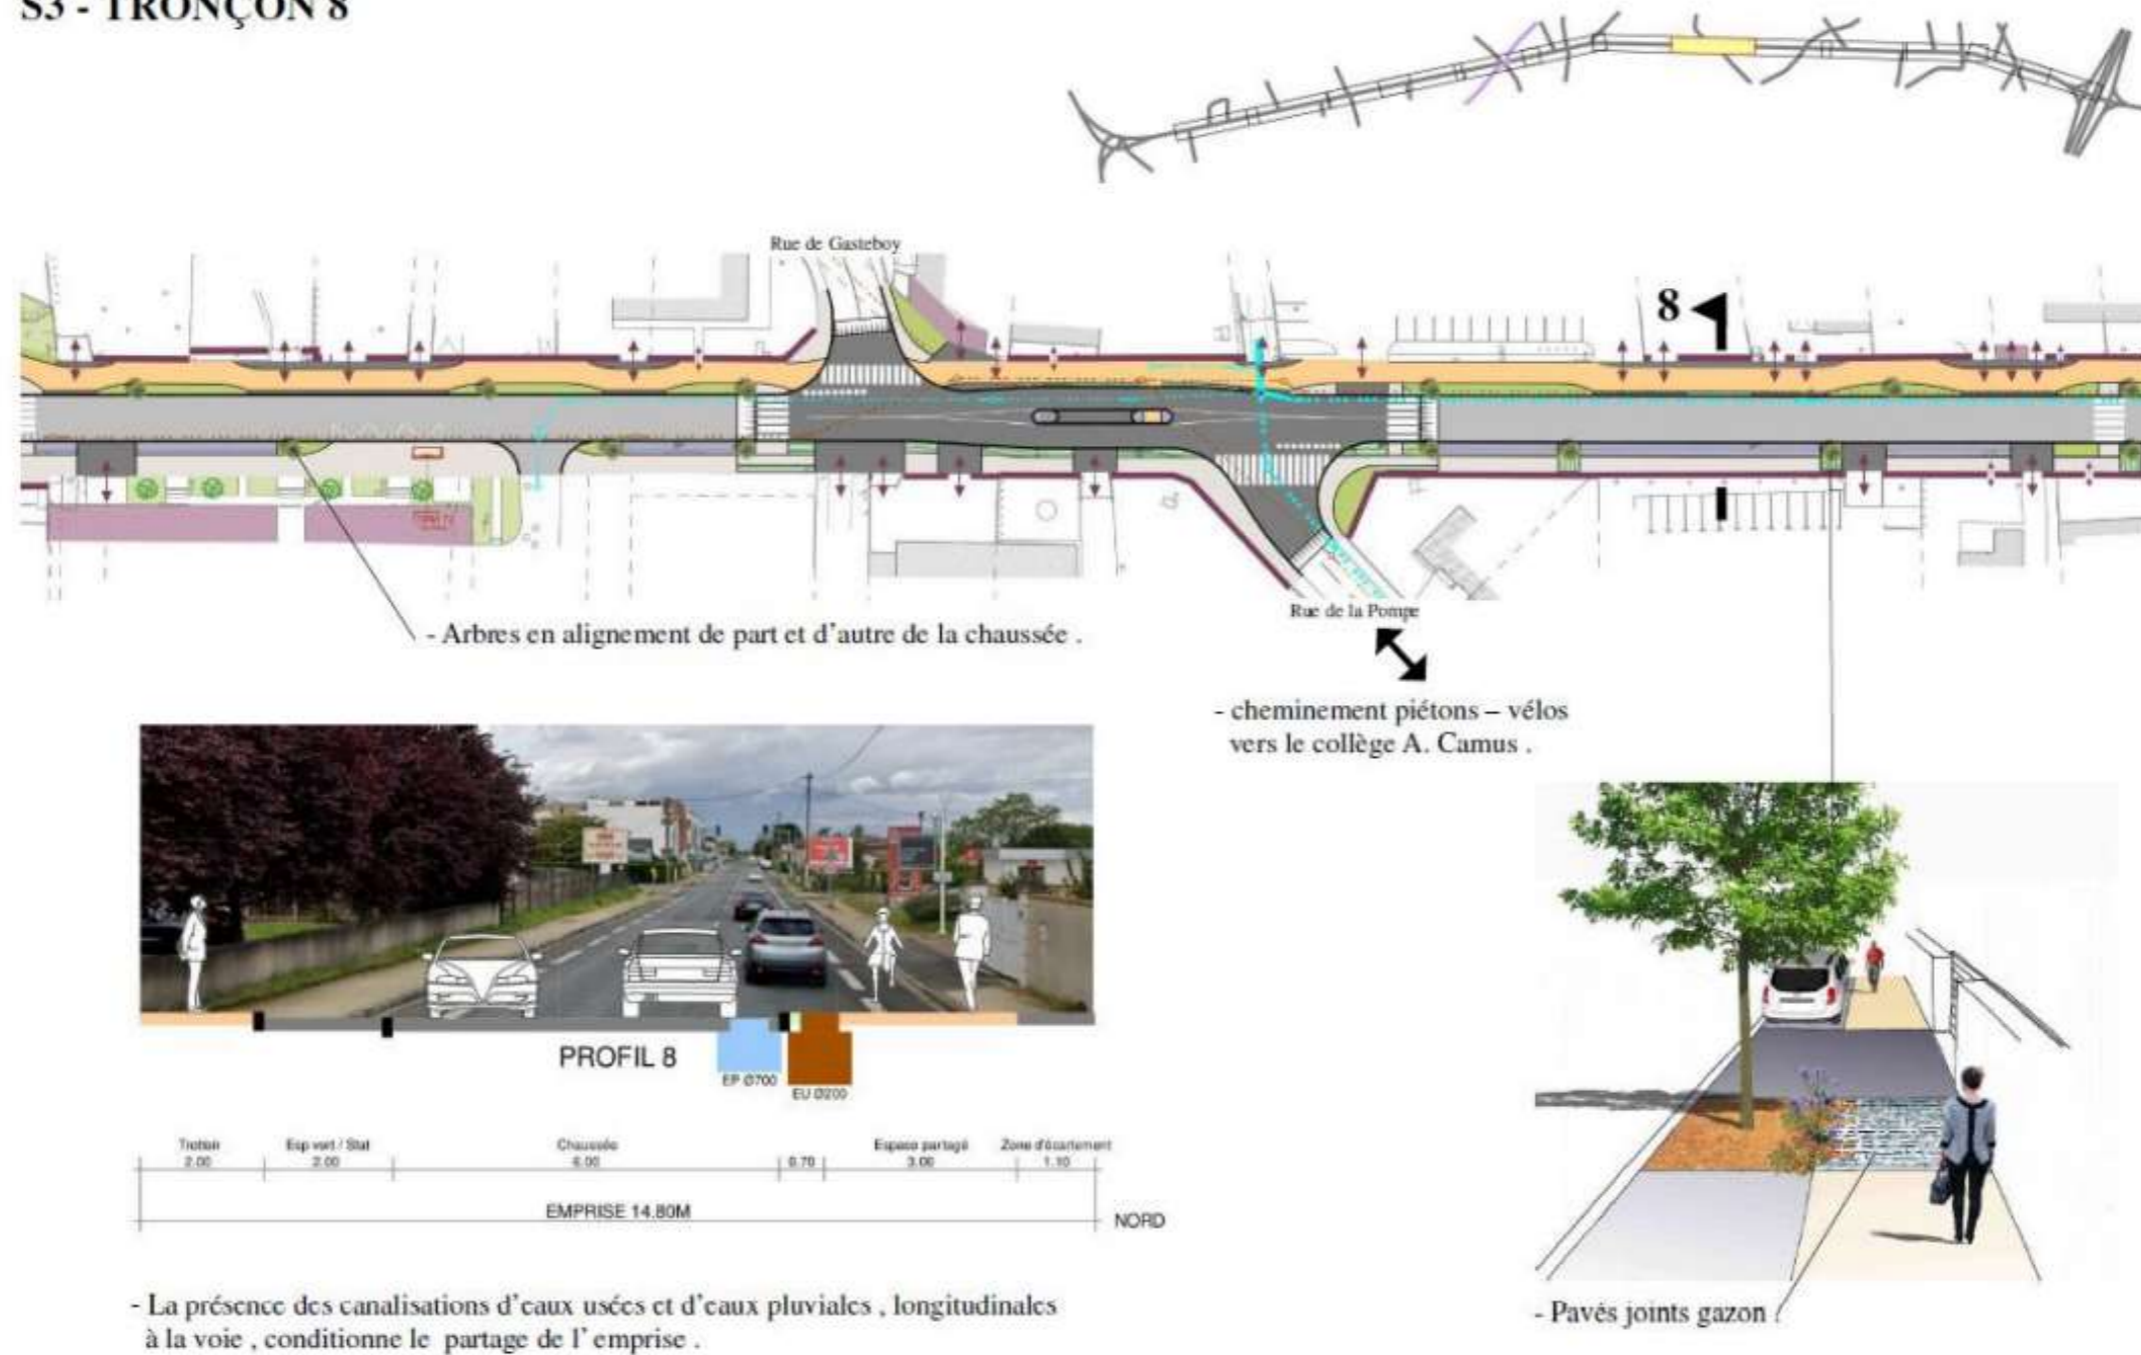 S3 - TRONÇON 8
Rue de Gasteboy
8
Rue de la Pompe
- Arbres en alignement de part et d'autre de la chaussée .
- cheminement piétons – vélos
vers le collège A. Camus .
PROFIL 8
EP Ø700
EU Ø200
Trottoir
Esp vert / Stat
Chaussée
Espace partagé
Zone d'écartement
2.00
2.00
6.00
0.70
3.00
1.10
EMPRISE 14.80M
NORD
- La présence des canalisations d'eaux usées et d'eaux pluviales , longitudinales
à la voie , conditionne le partage de l' emprise .
- Pavés joints gazon